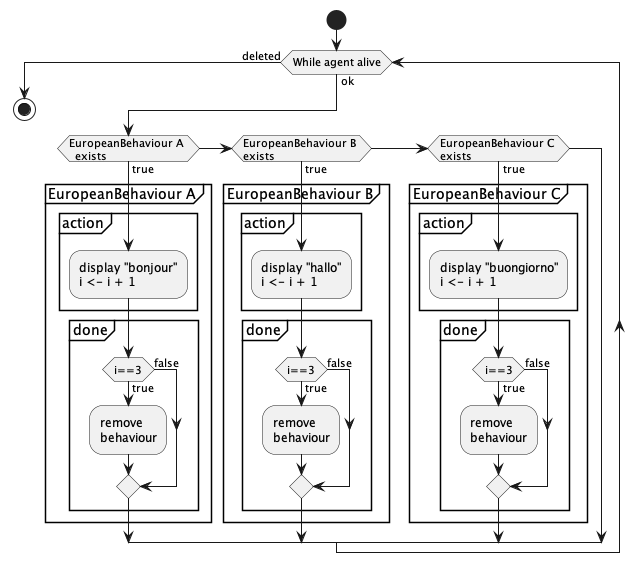 deleted
While agent alive
ok
EuropeanBehaviour A
exists
EuropeanBehaviour B
exists
EuropeanBehaviour C
exists
true
true
true
EuropeanBehaviour A
EuropeanBehaviour B
EuropeanBehaviour C
action
action
action
display "bonjour"
i <- i + 1
display "hallo"
i <- i + 1
display "buongiorno"
i <- i + 1
done
done
done
i==3
false
i==3
false
i==3
false
true
true
true
remove
behaviour
remove
behaviour
remove
behaviour